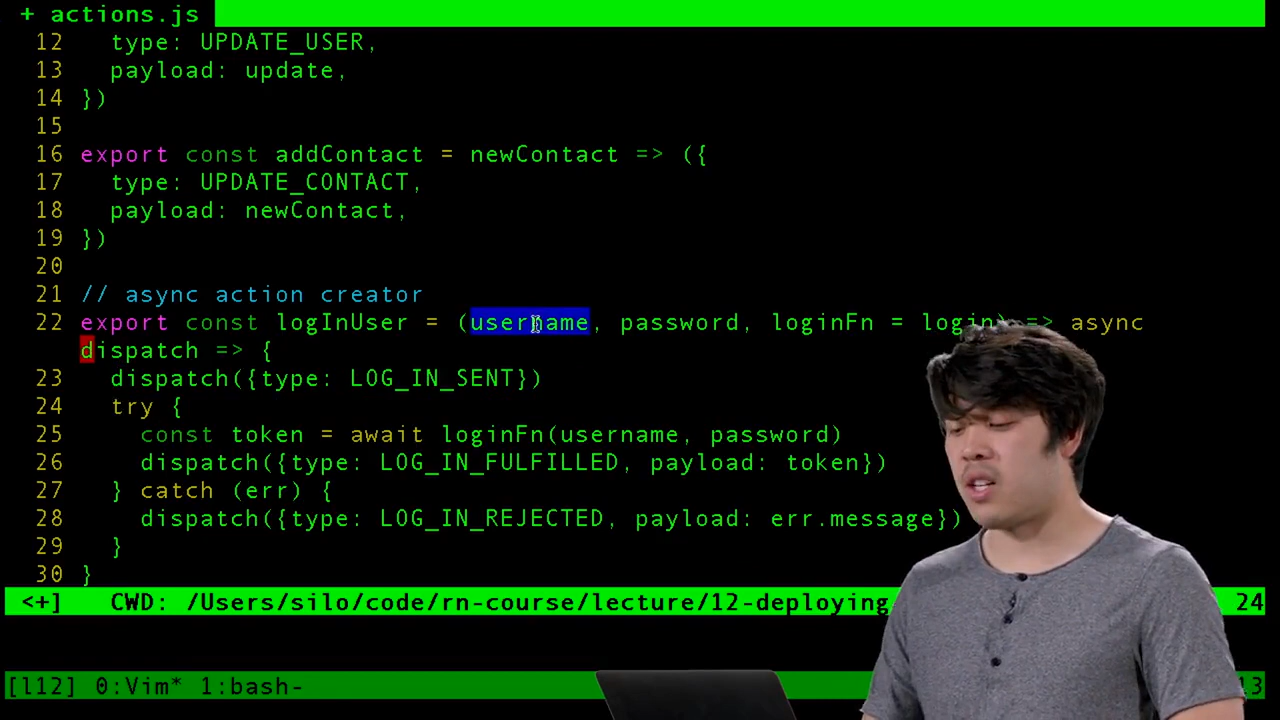 + actions.js
12 type: UPDATE_USER,
13 payload: update,
14 })
15
16 export const addContact = newContact => ({
17 type: UPDATE_CONTACT,
18 payload: newContact,
19 })
20
21 // async action creator
22 export const logInUser = (username, password, loginFn = login) => async
dispatch => {
23 dispatch({type: LOG_IN_SENT})
24 try {
25 const token = await loginFn(username, password)
26 dispatch({type: LOG_IN_FULFILLED, payload: token})
27 } catch (err) {
28 dispatch({type: LOG_IN_REJECTED, payload: err.message})
29 }
30 }
<+] CWD: /Users/silo/code/rn-course/lecture/12-deploying 24
[l12] 0:Vim* 1:bash- 13